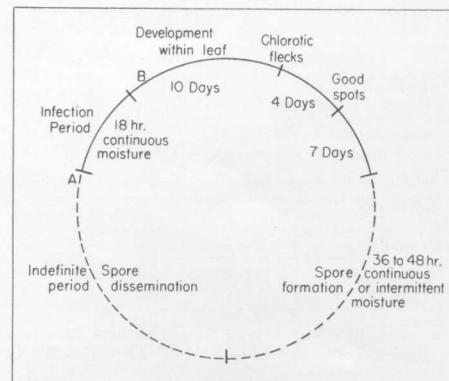 Development
within leaf
Chlorotic
flecks
B
10 Days
Good
spots
4 Days
Infection
Period
18 hr.
continuous
moisture
7 Days
A
Indefinite
period
Spore
dissemination
Spore
formation
36 to 48 hr.
continuous
or intermittent
moisture